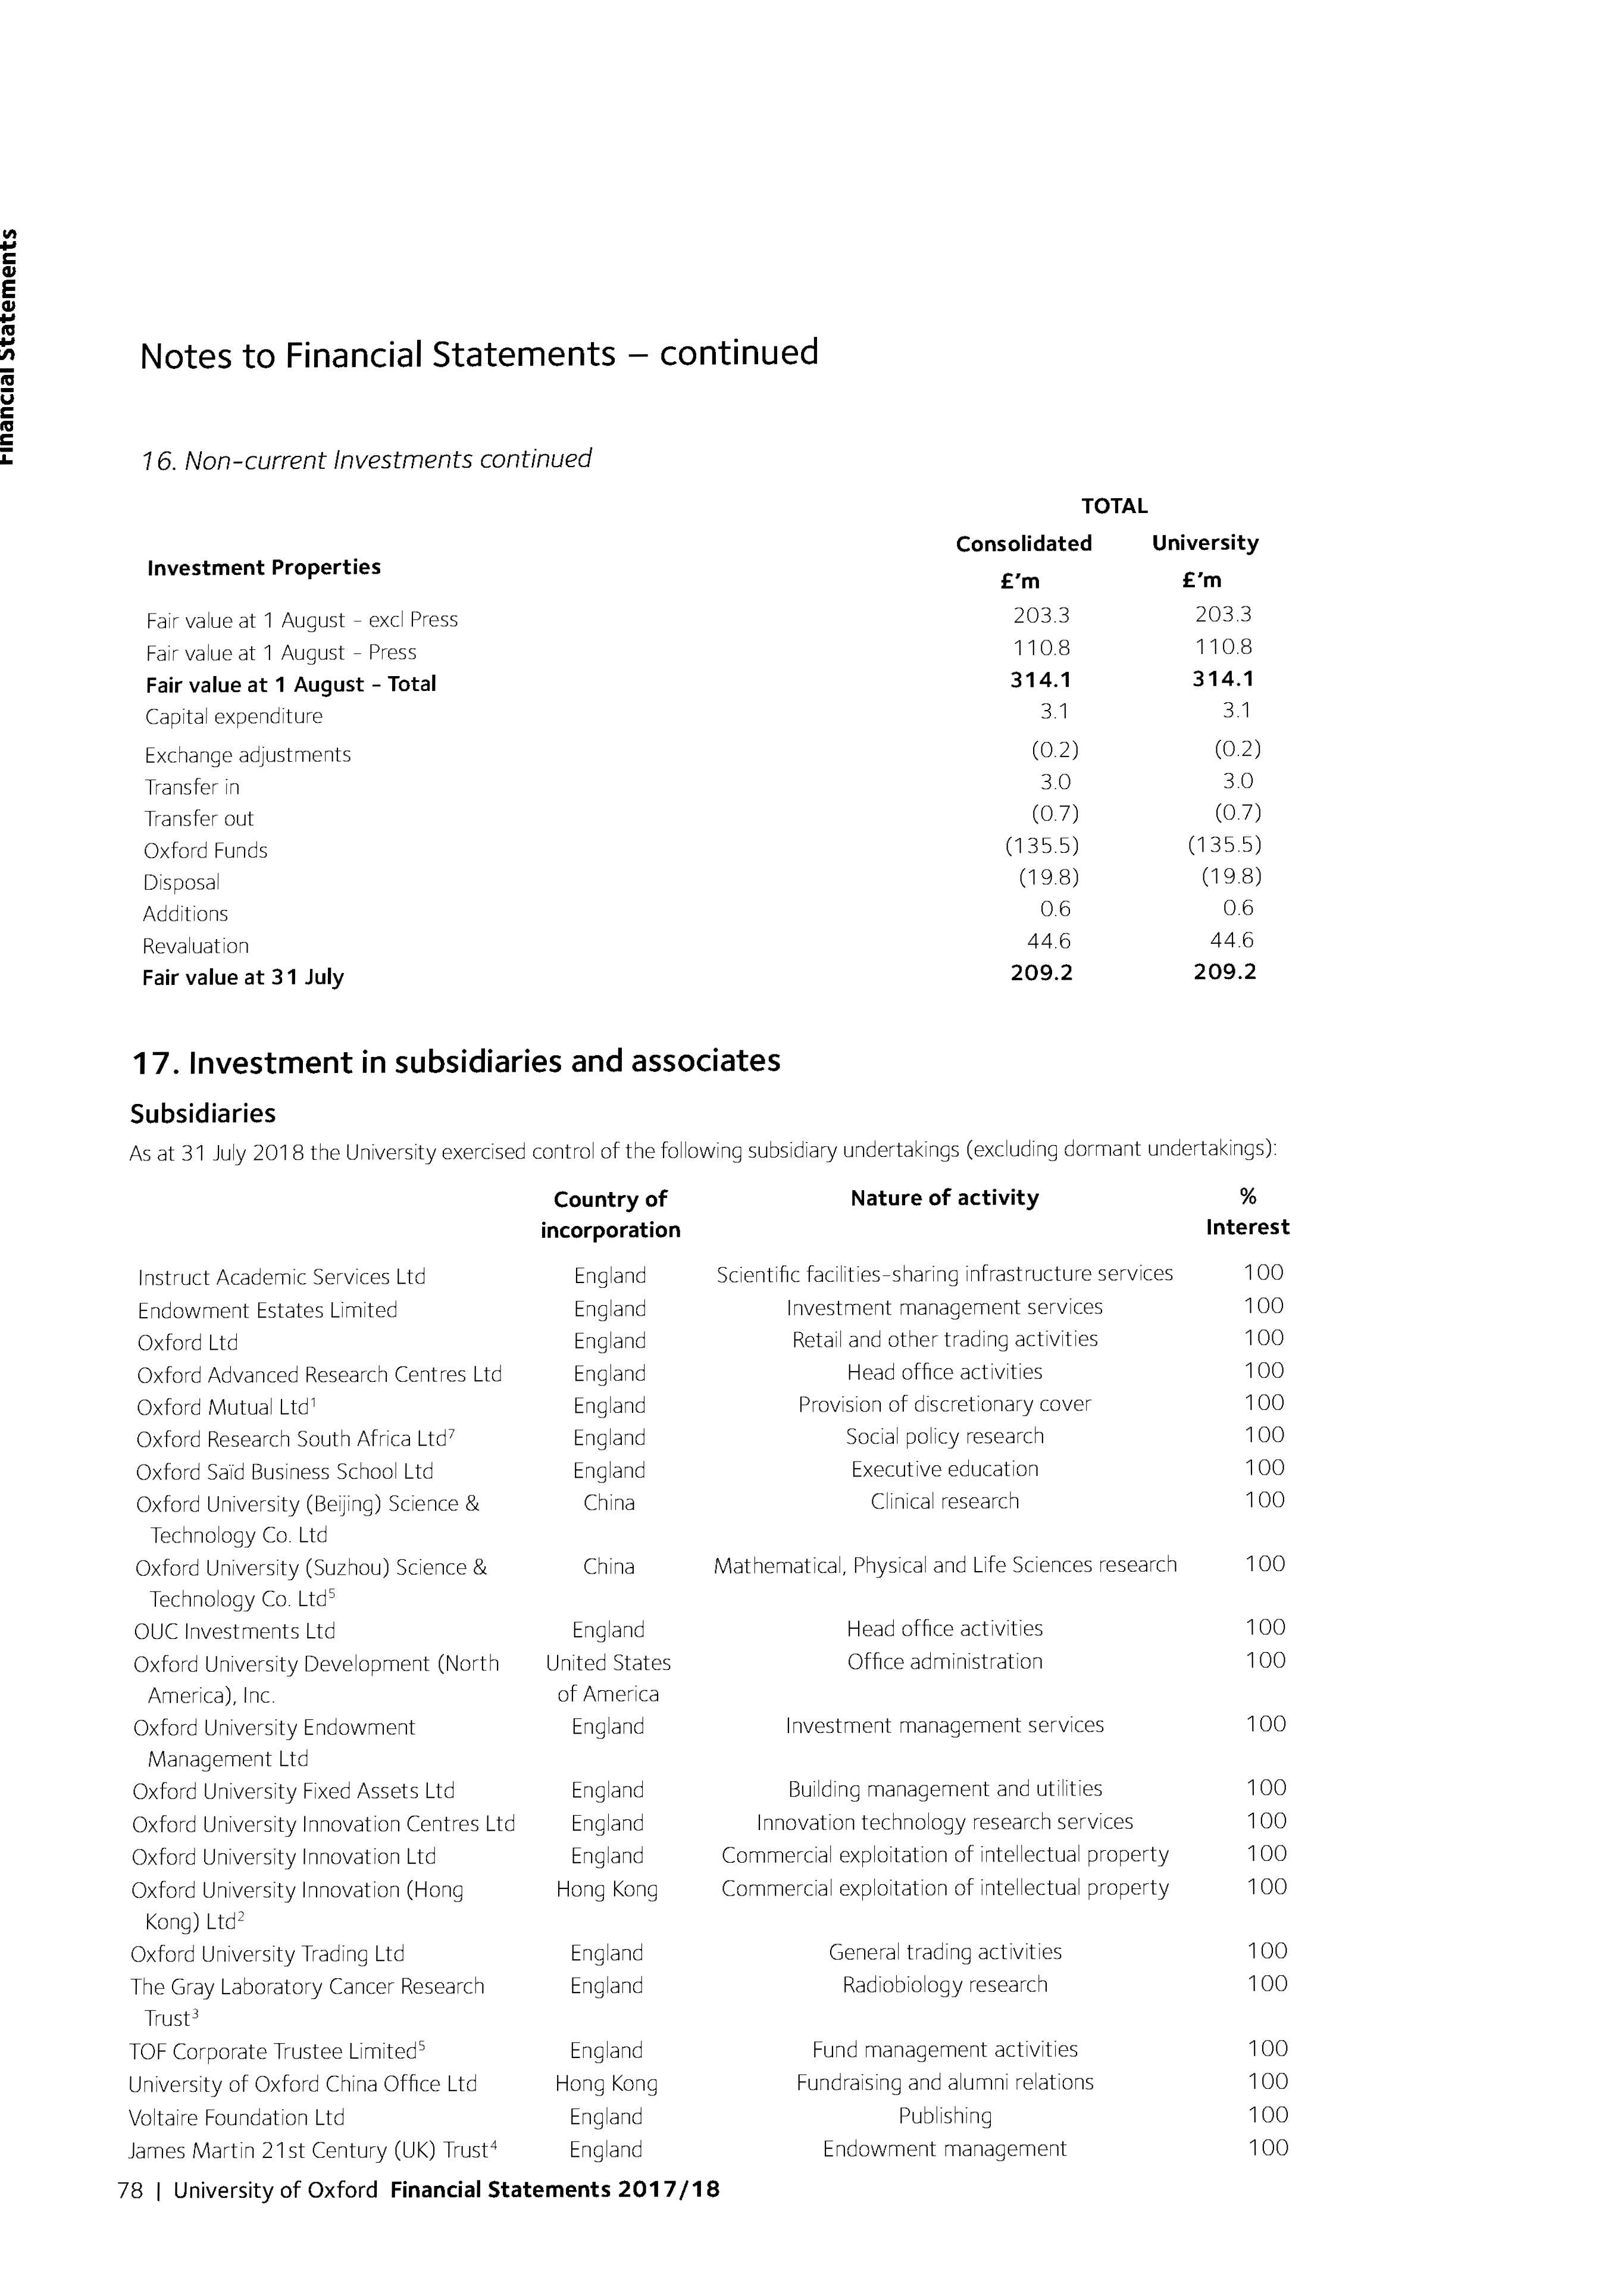 Financial Statements
Notes to Financial Statements – continued
16. Non-current Investments continued
TOTAL
Consolidated University
Investment Properties
£'m £'m
Fair value at 1 August – excl Press 203.3 203.3
Fair value at 1 August – Press 110.8 110.8
Fair value at 1 August – Total 314.1 314.1
Capital expenditure 3.1 3.1
Exchange adjustments (0.2) (0.2)
Transfer in 3.0 3.0
Transfer out (0.7) (0.7)
Oxford Funds (135.5) (135.5)
Disposal (19.8) (19.8)
Additions 0.6 0.6
Revaluation 44.6 44.6
Fair value at 31 July 209.2 209.2
17. Investment in subsidiaries and associates
Subsidiaries
As at 31 July 2018 the University exercised control of the following subsidiary undertakings (excluding dormant undertakings):
Country of Nature of activity %
incorporation Interest
Instruct Academic Services Ltd England Scientific facilities-sharing infrastructure services 100
Endowment Estates Limited England Investment management services 100
Oxford Ltd England Retail and other trading activities 100
Oxford Advanced Research Centres Ltd England Head office activities 100
Oxford Mutual Ltd¹ England Provision of discretionary cover 100
Oxford Research South Africa Ltd⁷ England Social policy research 100
Oxford Saïd Business School Ltd England Executive education 100
Oxford University (Beijing) Science & China Clinical research 100
Technology Co. Ltd
Oxford University (Suzhou) Science & China Mathematical, Physical and Life Sciences research 100
Technology Co. Ltd⁵
OUC Investments Ltd England Head office activities 100
Oxford University Development (North United States Office administration 100
America), Inc. of America
Oxford University Endowment England Investment management services 100
Management Ltd
Oxford University Fixed Assets Ltd England Building management and utilities 100
Oxford University Innovation Centres Ltd England Innovation technology research services 100
Oxford University Innovation Ltd England Commercial exploitation of intellectual property 100
Oxford University Innovation (Hong Hong Kong Commercial exploitation of intellectual property 100
Kong) Ltd²
Oxford University Trading Ltd England General trading activities 100
The Gray Laboratory Cancer Research England Radiobiology research 100
Trust³
TOF Corporate Trustee Limited⁵ England Fund management activities 100
University of Oxford China Office Ltd Hong Kong Fundraising and alumni relations 100
Voltaire Foundation Ltd England Publishing 100
James Martin 21st Century (UK) Trust⁴ England Endowment management 100
78 | University of Oxford Financial Statements 2017/18